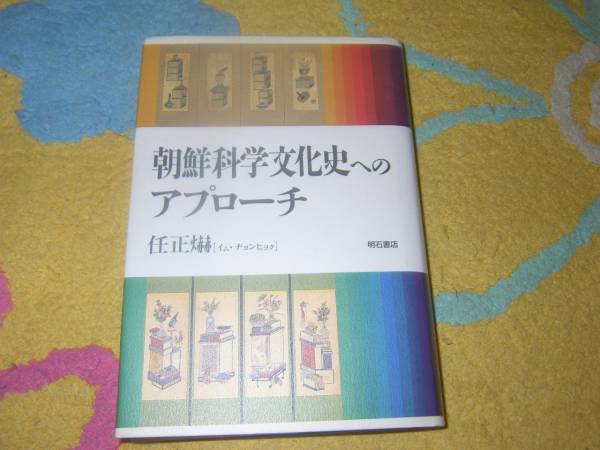 朝鮮科学文化史への
アプローチ
任正爀[イム・ヂョンヒョク]
明石書店